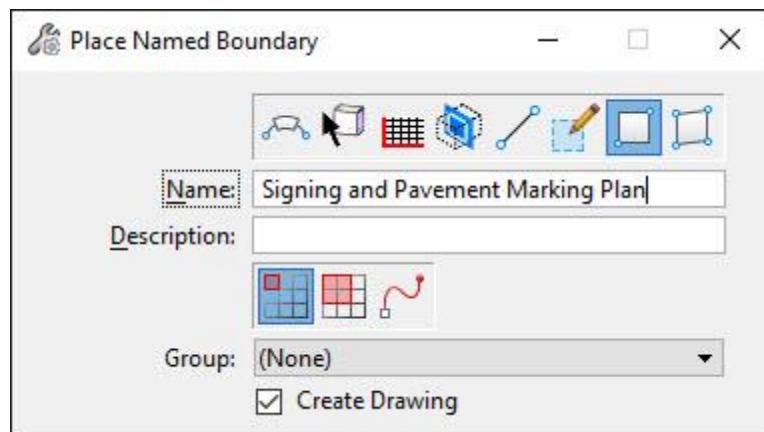 Place Named Boundary
Name: Signing and Pavement Marking Plan
Description:
Group: (None)
Create Drawing